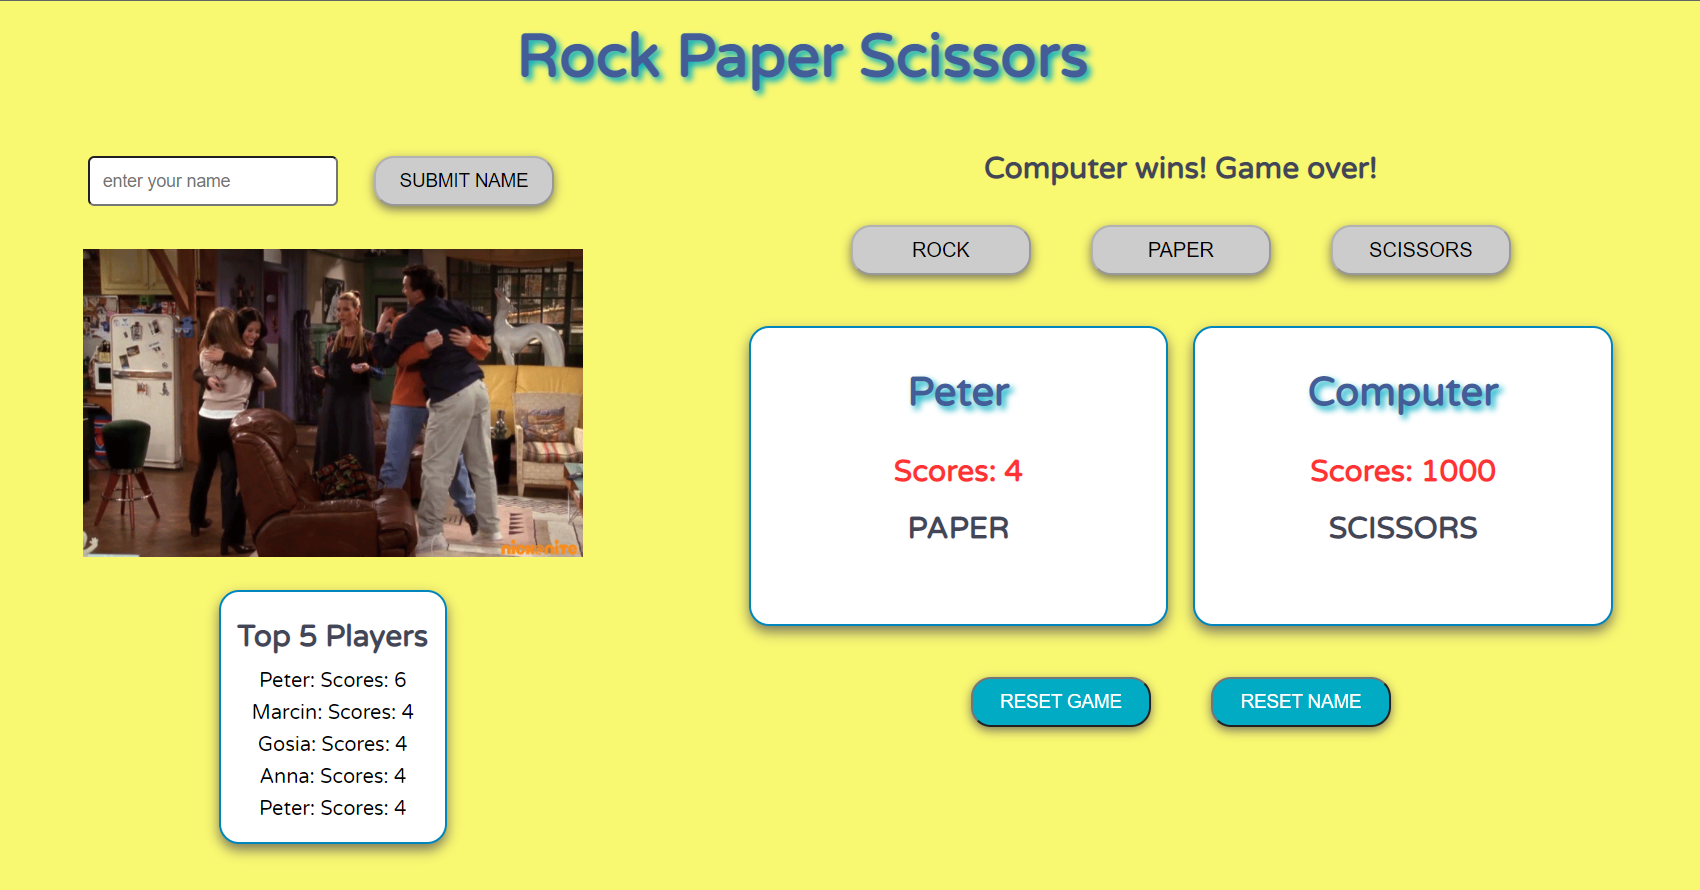 Rock Paper Scissors
enter your name
SUBMIT NAME
nick@nite
Top 5 Players
Peter: Scores: 6
Marcin: Scores: 4
Gosia: Scores: 4
Anna: Scores: 4
Peter: Scores: 4
Computer wins! Game over!
ROCK
PAPER
SCISSORS
Peter
Scores: 4
PAPER
Computer
Scores: 1000
SCISSORS
RESET GAME
RESET NAME